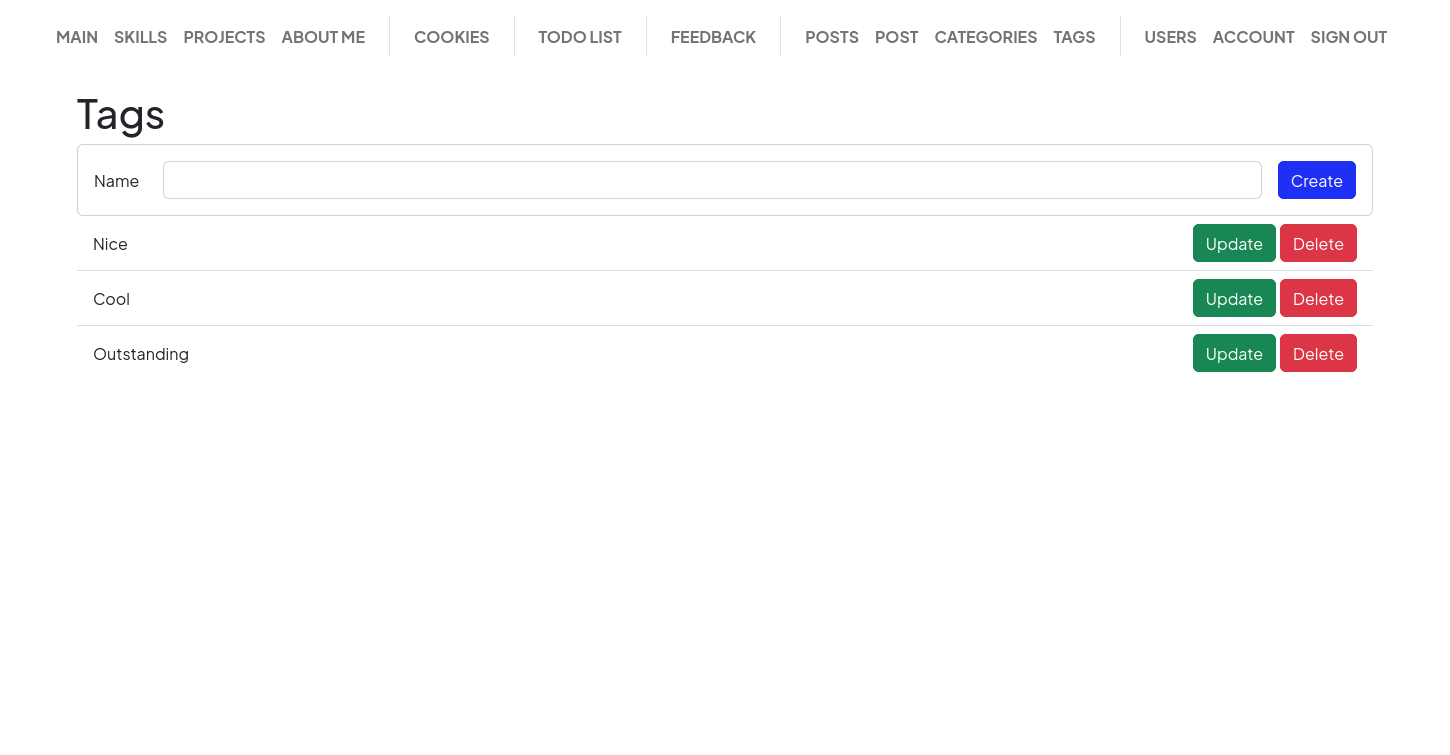 MAIN SKILLS PROJECTS ABOUT ME COOKIES TODO LIST FEEDBACK POSTS POST CATEGORIES TAGS USERS ACCOUNT SIGN OUT
Tags
Name Create
Nice Update Delete
Cool Update Delete
Outstanding Update Delete